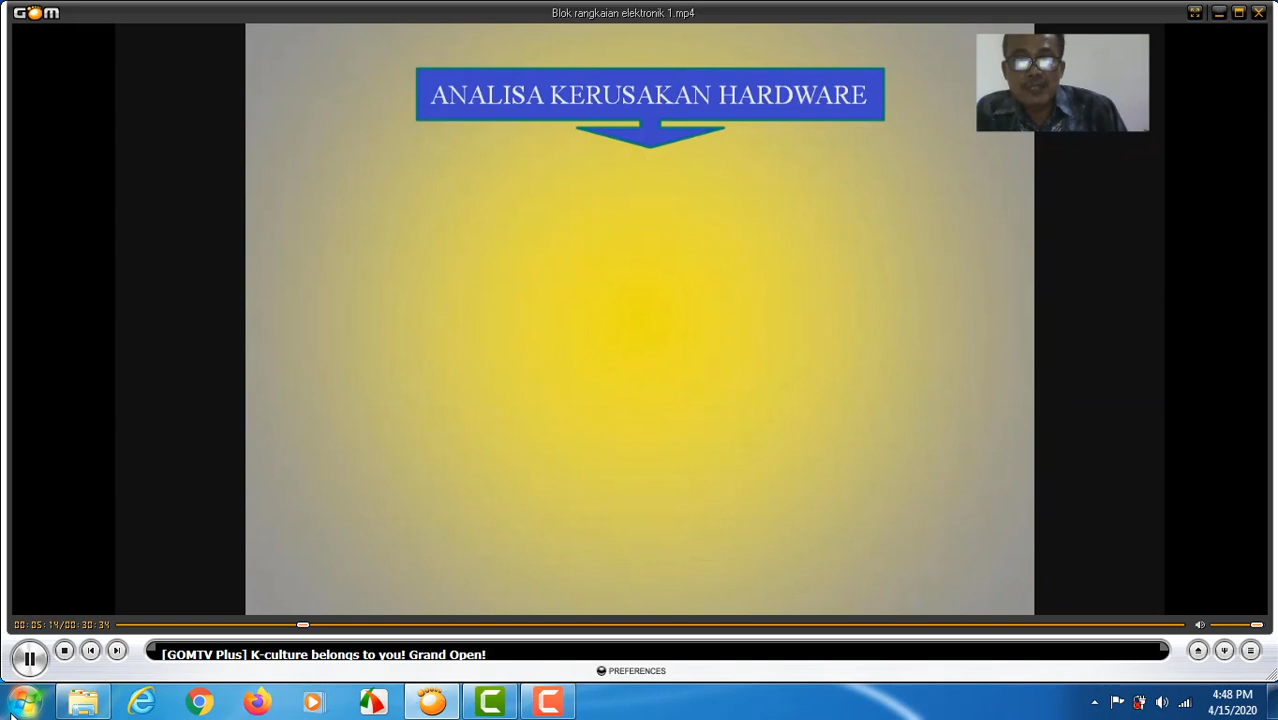 GOM
Blok rangkaian elektronik 1.mp4
ANALISA KERUSAKAN HARDWARE
00:05:14/00:30:34
[GOMTV Plus] K-culture belongs to you! Grand Open!
PREFERENCES
4:48 PM
4/15/2020